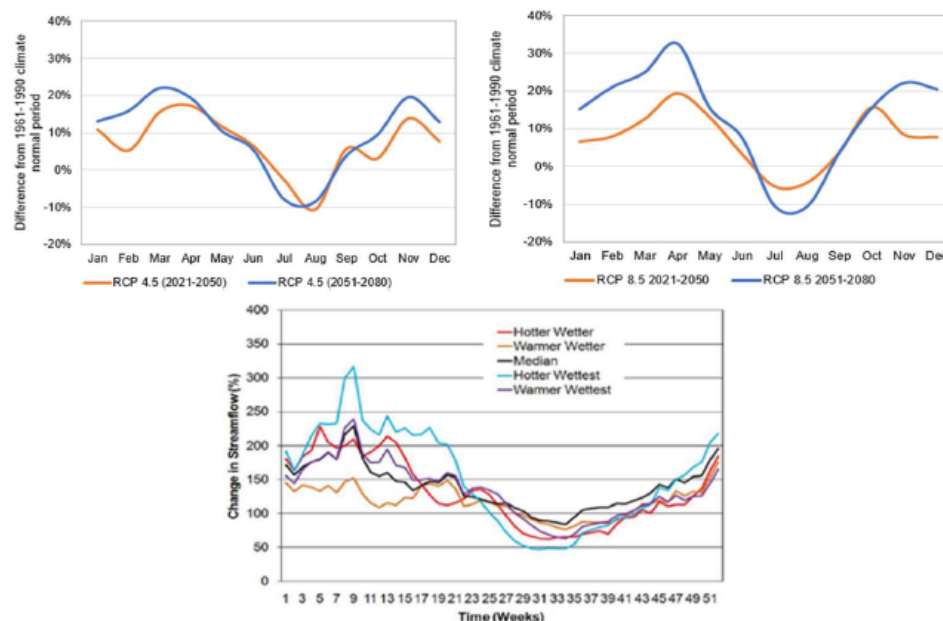 Difference from 1961-1990 climate
normal period
40%
30%
20%
10%
0%
-10%
-20%
Jan Feb Mar Apr May Jun Jul Aug Sep Oct Nov Dec
RCP 4.5 (2021-2050) RCP 4.5 (2051-2080)
Difference from 1961-1990 climate
normal period
40%
30%
20%
10%
0%
-10%
-20%
Jan Feb Mar Apr May Jun Jul Aug Sep Oct Nov Dec
RCP 8.5 2021-2050 RCP 8.5 2051-2080
Change in Streamflow (%)
400
350
300
250
200
150
100
50
0
Hotter Wetter
Warmer Wetter
Median
Hotter Wettest
Warmer Wettest
1 3 5 7 9 11 13 15 17 19 21 23 25 27 29 31 33 35 37 39 41 43 45 47 49 51
Time (Weeks)